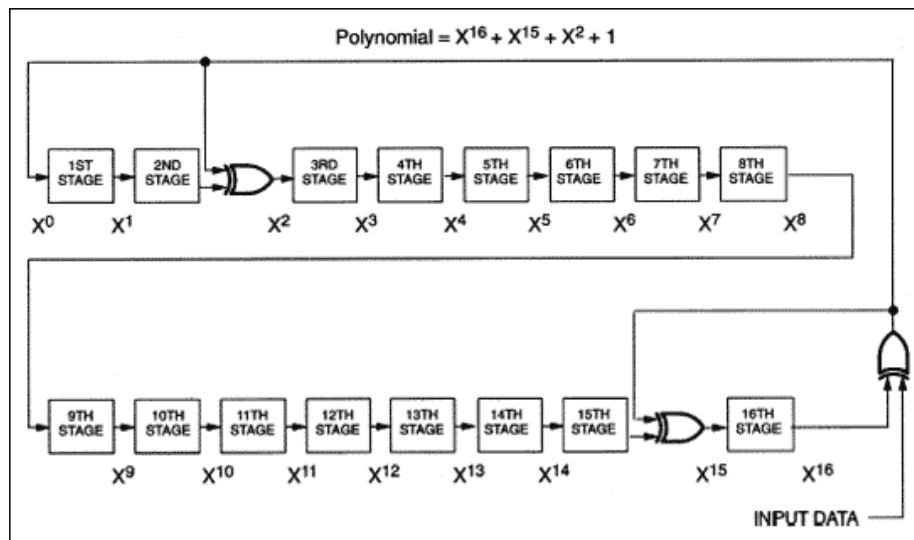 Polynomial = X¹⁶ + X¹⁵ + X² + 1
1ST STAGE
2ND STAGE
3RD STAGE
4TH STAGE
5TH STAGE
6TH STAGE
7TH STAGE
8TH STAGE
X⁰ X¹ X² X³ X⁴ X⁵ X⁶ X⁷ X⁸
9TH STAGE
10TH STAGE
11TH STAGE
12TH STAGE
13TH STAGE
14TH STAGE
15TH STAGE
16TH STAGE
X⁹ X¹⁰ X¹¹ X¹² X¹³ X¹⁴ X¹⁵ X¹⁶
INPUT DATA